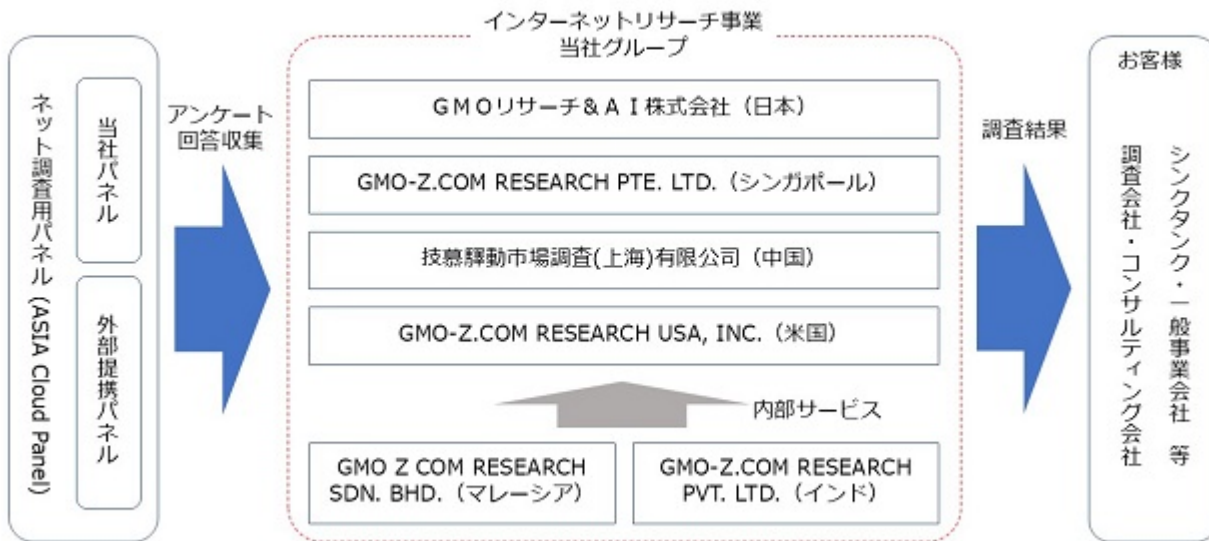 インターネットリサーチ事業
当社グループ
ネット調査用パネル (ASIA Cloud Panel)
当社パネル
外部提携パネル
アンケート
回答収集
GMOリサーチ&AI株式会社（日本）
GMO-Z.COM RESEARCH PTE. LTD.（シンガポール）
技慕驛動市場調査(上海)有限公司（中国）
GMO-Z.COM RESEARCH USA, INC.（米国）
内部サービス
GMO Z COM RESEARCH
SDN. BHD.（マレーシア）
GMO-Z.COM RESEARCH
PVT. LTD.（インド）
調査結果
お客様
シンクタンク・一般事業会社　等
調査会社・コンサルティング会社